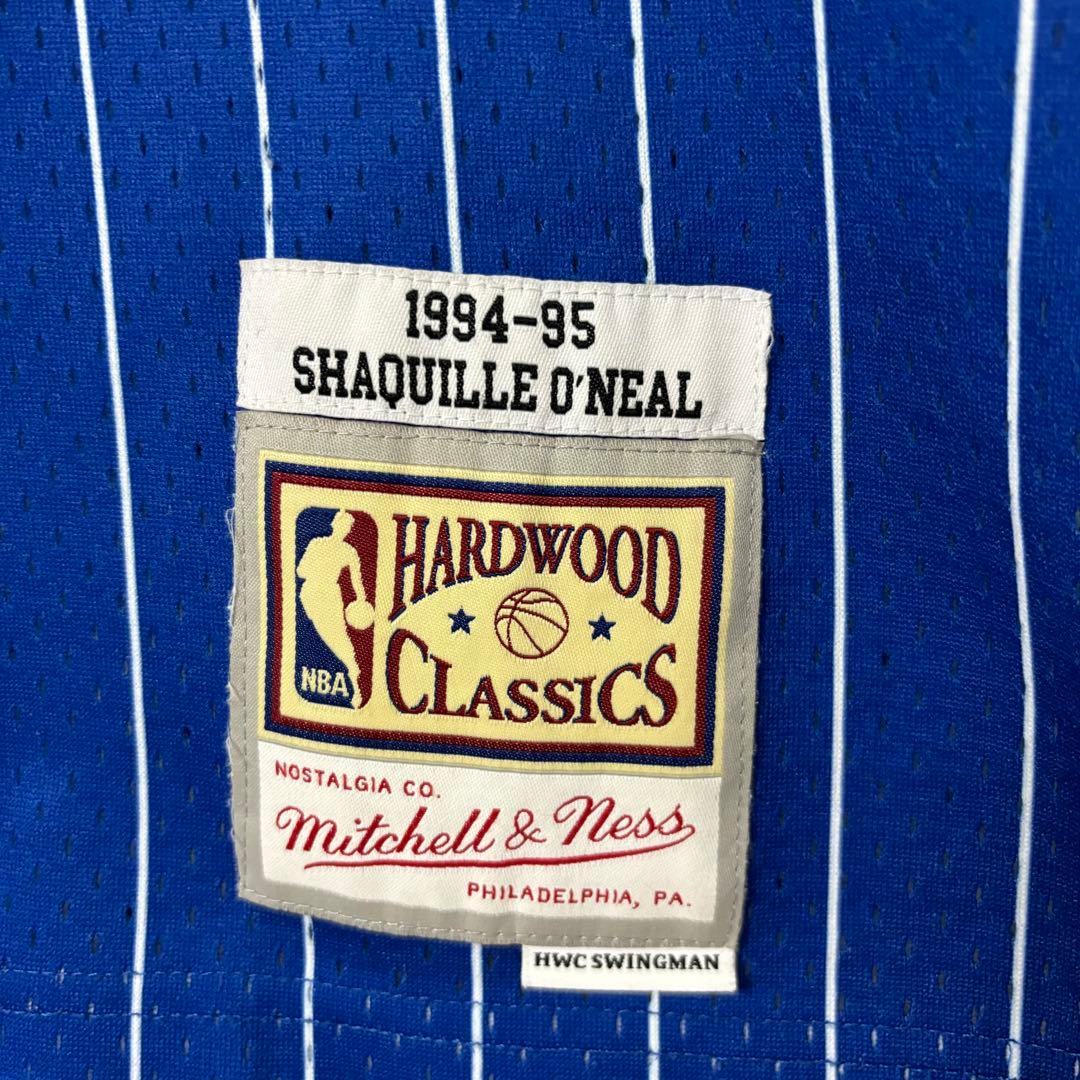 1994-95
SHAQUILLE O'NEAL
HARDWOOD
CLASSICS
NBA
NOSTALGIA CO.
Mitchell & Ness
PHILADELPHIA, PA.
HWC SWINGMAN